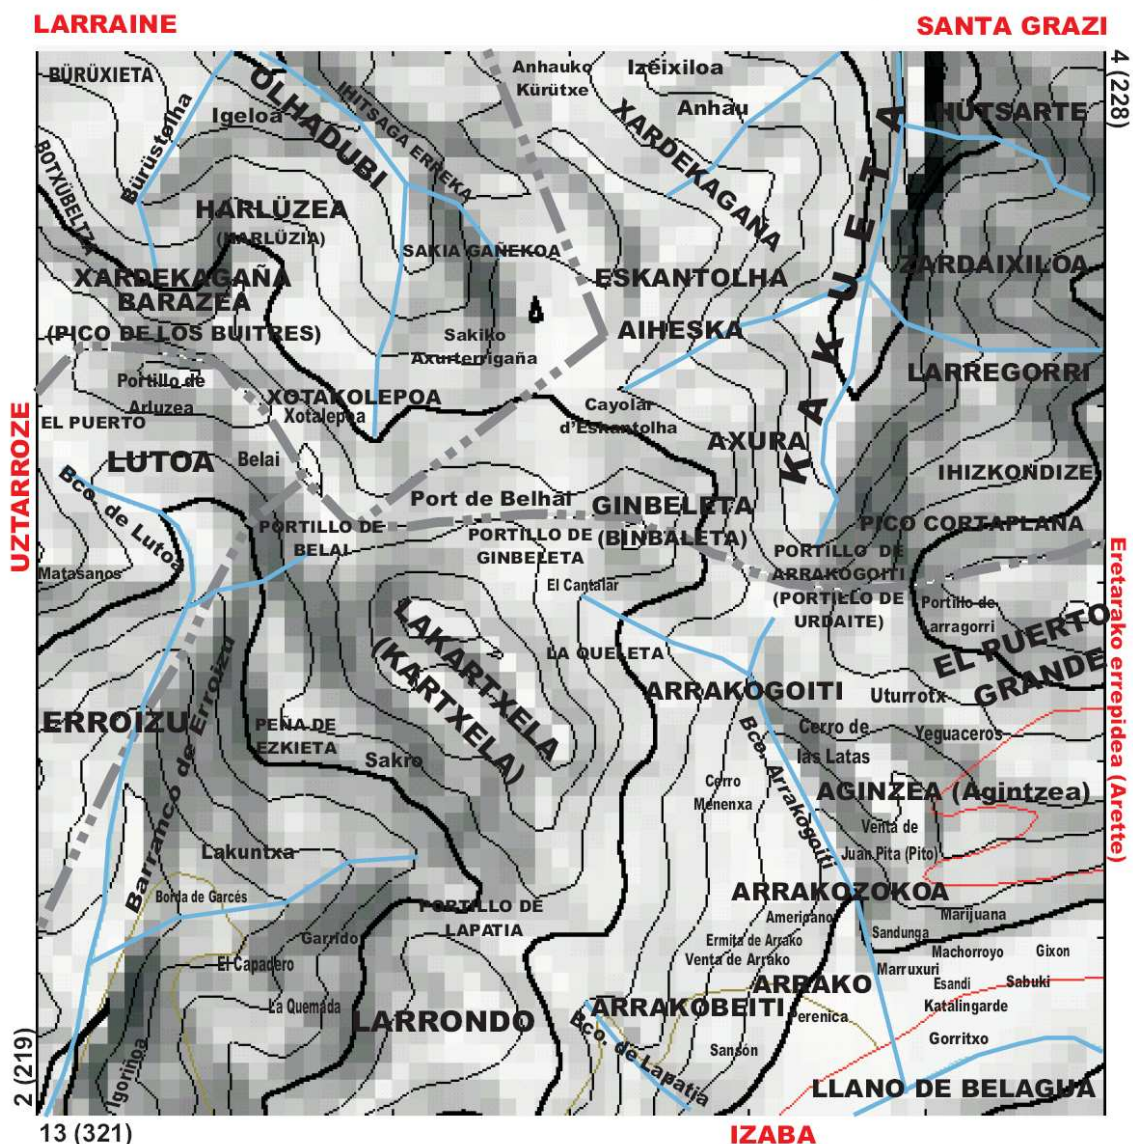 LARRAINE
SANTA GRAZI
4 (228)
BÜRÜXIETA
OLHADUBI
IHITSAGA ERREKA
Anhauko
Kürütxe
Izeixiloa
Igeloa
Anhau
XARDEKAGAÑA
HUTSARTE
Bürüstolha
BOTXÜBELTZA
KAKUETA
HARLÜZEA
(HARLÜZIA)
SAKIA GAÑEKOA
XARDEKAGAÑA
BARAZEA
(PICO DE LOS BUITRES)
ESKANTOLHA
ZARDAIXILOA
AIHESKA
Sakiko
Axurterrigaña
LARREGORRI
Portillo de
Arluzea
XOTAKOLEPOA
Xotalepoa
Cayolar
d'Eskantolha
EL PUERTO
AXURA
LUTOA
Belai
IHIZKONDIZE
UZTARROZE
Bco. de Lutoa
Port de Belhai
GINBELETA
(BINBALETA)
PICO CORTAPLANA
PORTILLO DE
BELAI
PORTILLO DE
GINBELETA
PORTILLO DE
ARRAKOGOITI
(PORTILLO DE
URDAITE)
Matasanos
El Cantalar
Portillo de
Larragorri
EL PUERTO
GRANDE
Eretarako errepidea (Arette)
LAKARTXELA
(KARTXELA)
LA QUELETA
ARRAKOGOITI
Uturrotx
ERROIZU
Barranco de Erroizu
PEÑA DE
EZKIETA
Sakro
Bco. Arrakogoiti
Cerro de
las Latas
Yeguaceros
Cerro
Menenxa
AGINZEA (Agintzea)
Venta de
Juan Pita (Pito)
Lakuntxa
Borda de Garcés
ARRAKOZOKOA
PORTILLO DE
LAPATIA
Americano
Marijuana
Garrido
Sandunga
Ermita de Arrako
Machorroyo
Gixon
Venta de Arrako
El Capadero
Marruxuri
Esandi
Sabuki
ARRAKO
La Quemada
ARRAKOBEITI
Katalingarde
Berenica
LARRONDO
Bco. de Lapatia
Gorritxo
Sansón
Igoriñoa
LLANO DE BELAGUA
2 (219)
13 (321)
IZABA